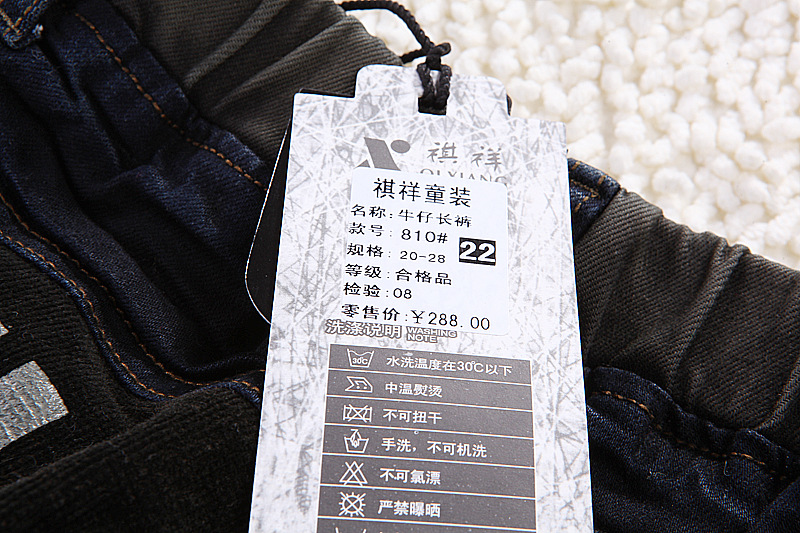 祺祥
QI XIANG
祺祥童装
名称: 牛仔长裤
款号: 810#
规格: 20-28 22
等级: 合格品
检验: 08
零售价: ¥288.00
洗涤说明 WASHING NOTE
30C 水洗温度在30C以下
中温熨烫
不可扭干
手洗，不可机洗
不可氯漂
严禁曝晒